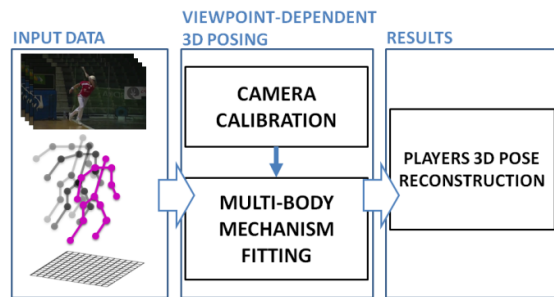 INPUT DATA
VIEWPOINT-DEPENDENT
3D POSING
RESULTS
CAMERA
CALIBRATION
MULTI-BODY
MECHANISM
FITTING
PLAYERS 3D POSE
RECONSTRUCTION